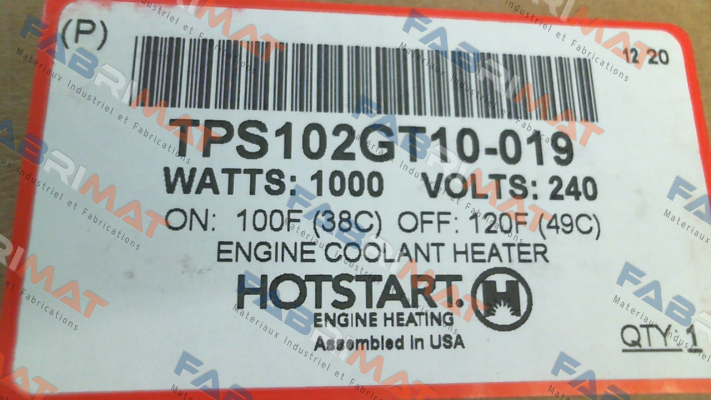 (P)
12 20
TPS102GT10-019
WATTS: 1000 VOLTS: 240
ON: 100F (38C) OFF: 120F (49C)
ENGINE COOLANT HEATER
HOTSTART®
ENGINE HEATING
Assembled in USA
QTY: 1
FABRIMAT
Matériaux Industriel et Fabrications